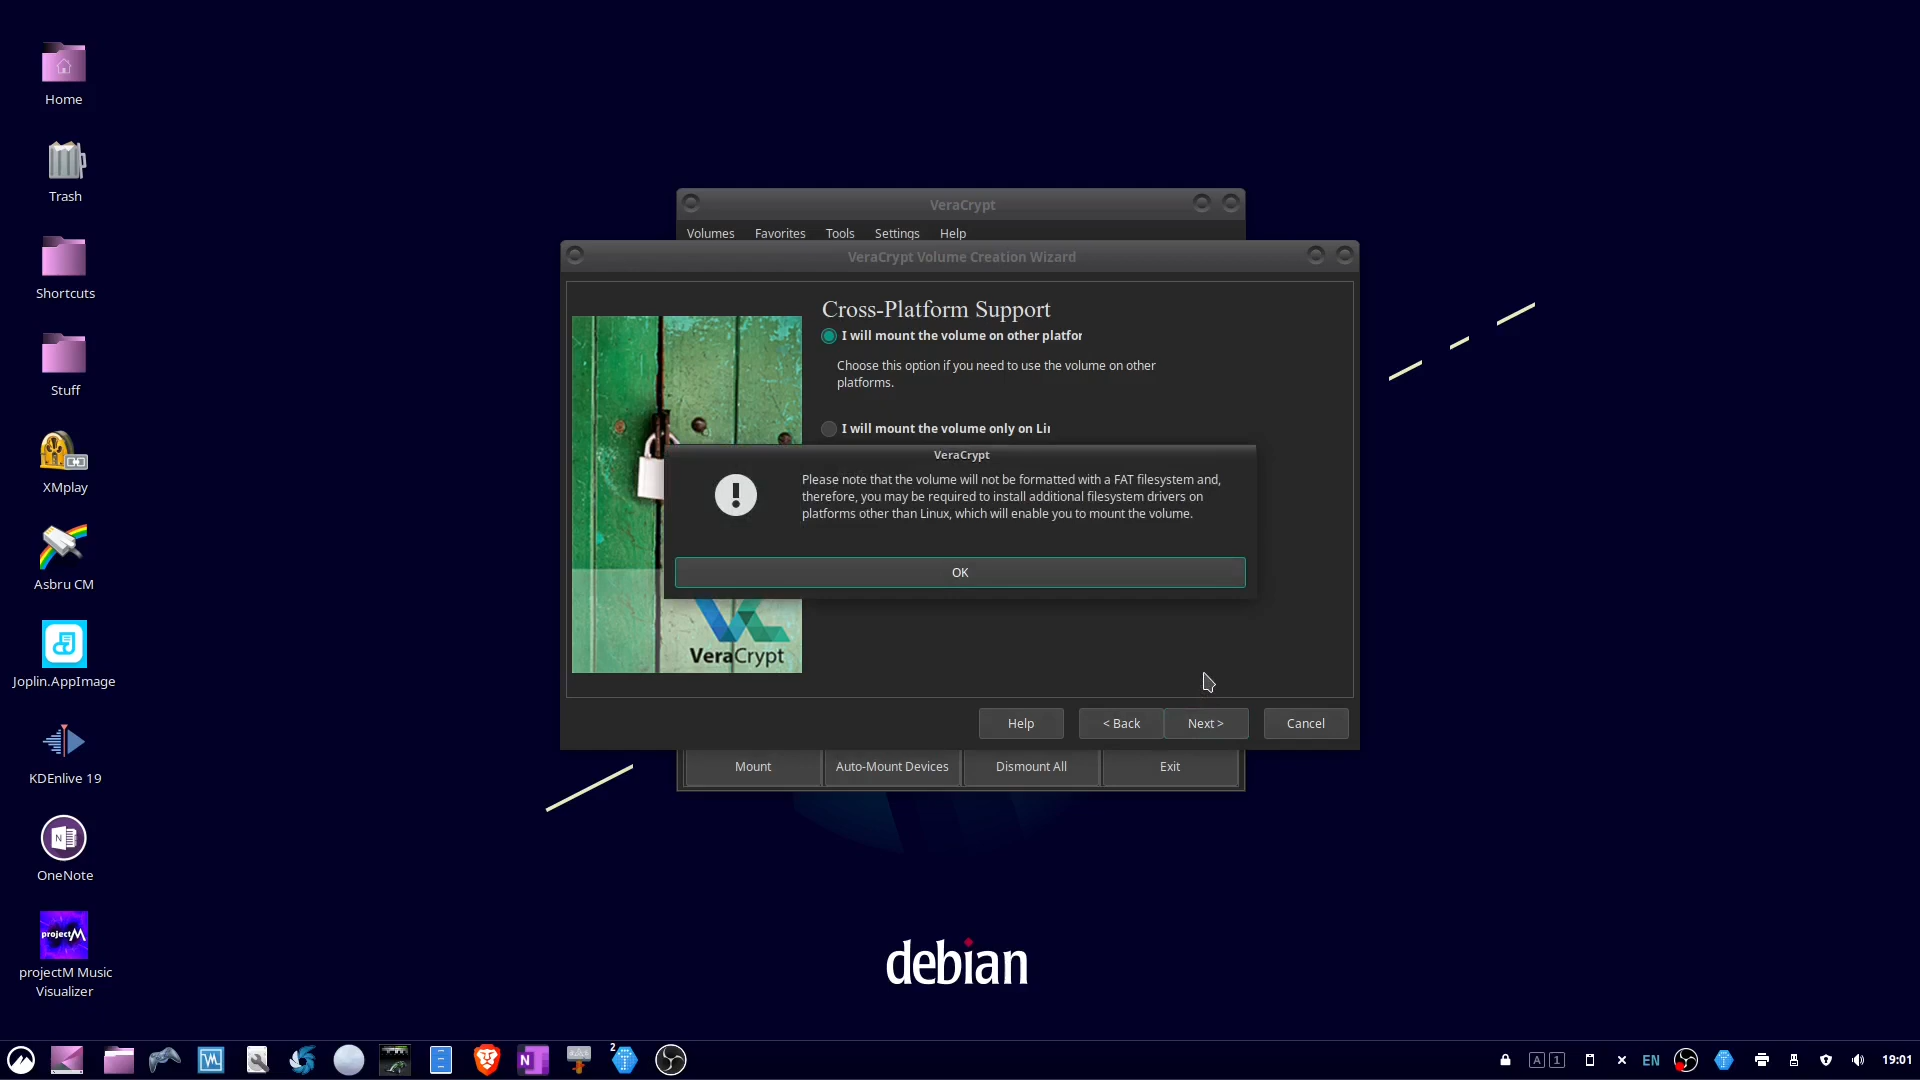 Home
Trash
Shortcuts
Stuff
XMplay
Asbru CM
Joplin.AppImage
KDEnlive 19
N
OneNote
projectM
projectM Music
Visualizer
VeraCrypt
Volumes Favorites Tools Settings Help
VeraCrypt Volume Creation Wizard
Cross-Platform Support
I will mount the volume on other platfor
Choose this option if you need to use the volume on other
platforms.
I will mount the volume only on Li
VeraCrypt
Please note that the volume will not be formatted with a FAT filesystem and,
therefore, you may be required to install additional filesystem drivers on
platforms other than Linux, which will enable you to mount the volume.
OK
VeraCrypt
Help < Back Next > Cancel
Mount Auto-Mount Devices Dismount All Exit
debian
N 2
A 1 EN 19:01